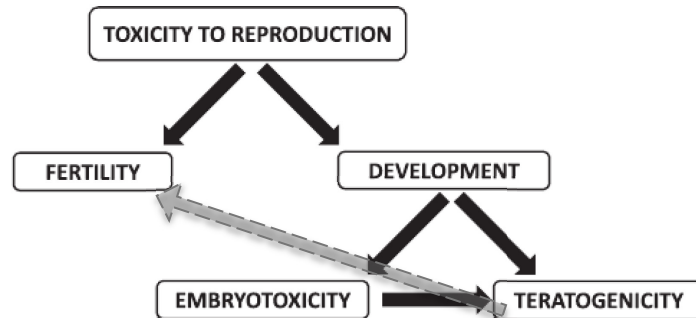 TOXICITY TO REPRODUCTION
FERTILITY
DEVELOPMENT
EMBRYOTOXICITY
TERATOGENICITY